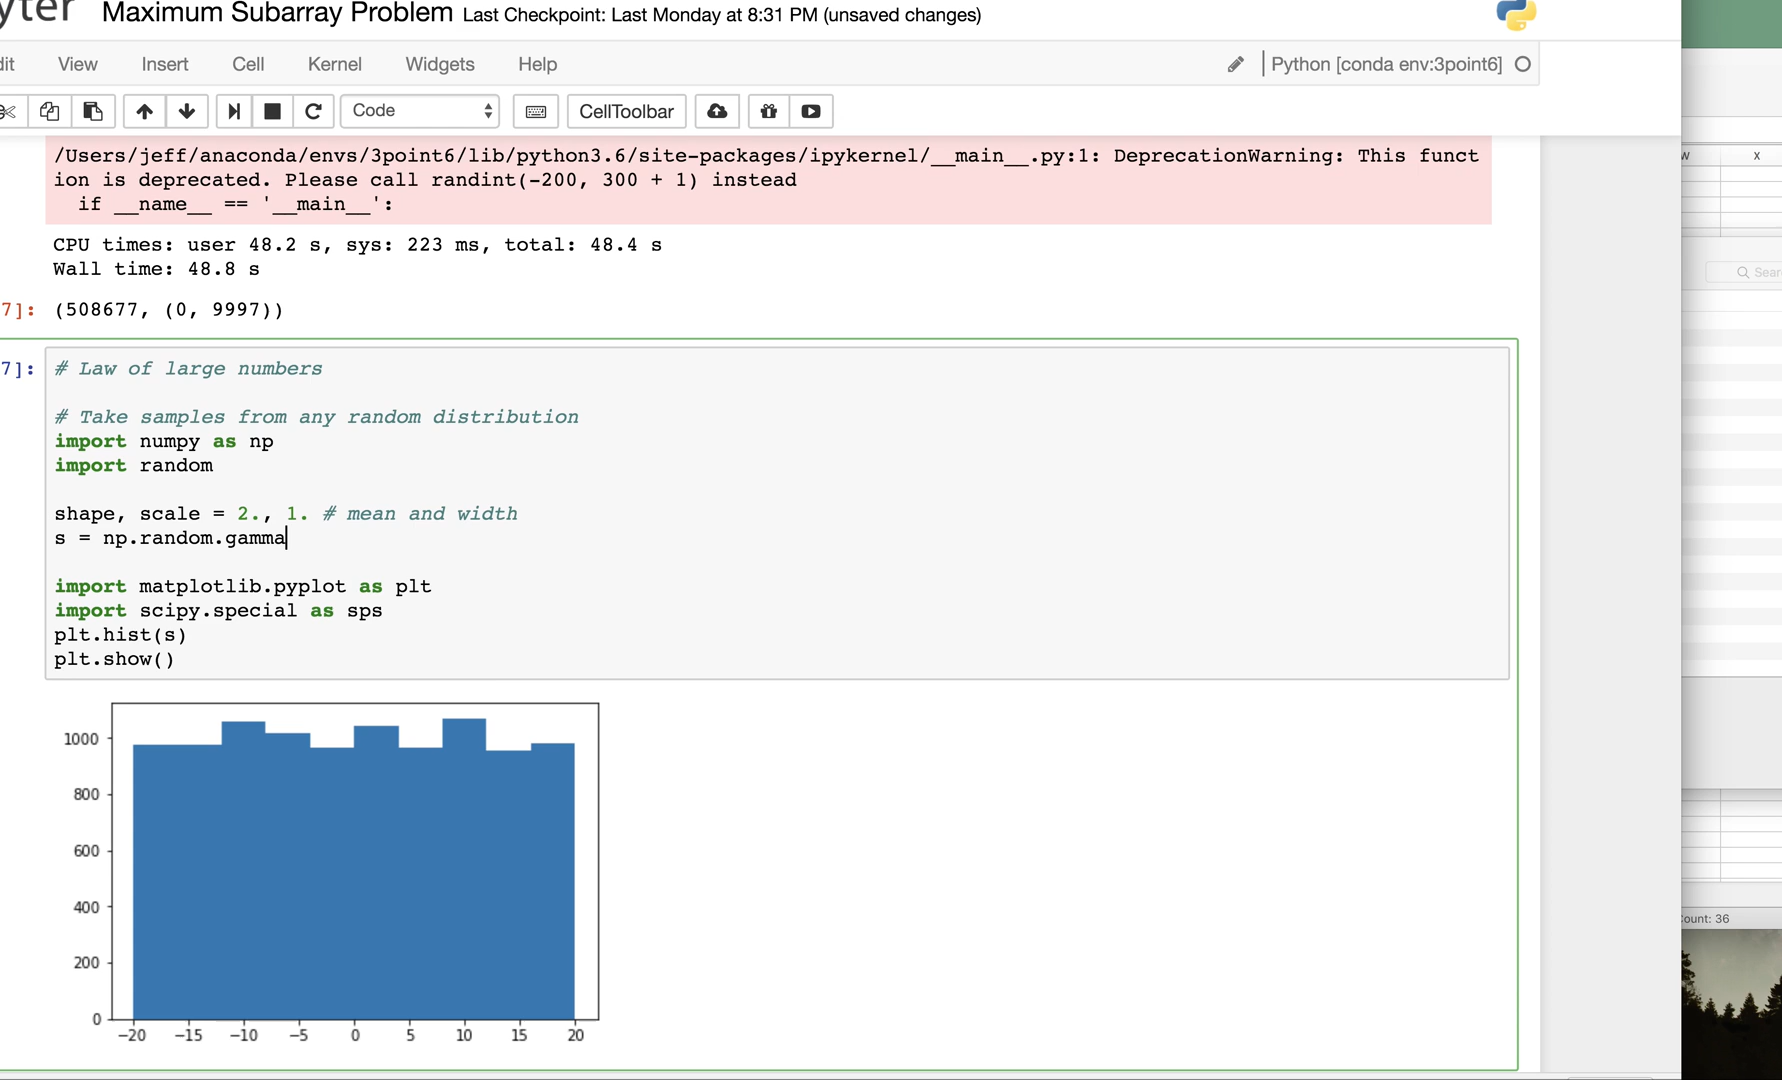 Maximum Subarray Problem Last Checkpoint: Last Monday at 8:31 PM (unsaved changes)
View Insert Cell Kernel Widgets Help Python [conda env:3point6]
Code CellToolbar
/Users/jeff/anaconda/envs/3point6/lib/python3.6/site-packages/ipykernel/__main__.py:1: DeprecationWarning: This funct
ion is deprecated. Please call randint(-200, 300 + 1) instead
if __name__ == '__main__':
CPU times: user 48.2 s, sys: 223 ms, total: 48.4 s
Wall time: 48.8 s
7]: (508677, (0, 9997))
7]: # Law of large numbers
# Take samples from any random distribution
import numpy as np
import random
shape, scale = 2., 1. # mean and width
s = np.random.gamma
import matplotlib.pyplot as plt
import scipy.special as sps
plt.hist(s)
plt.show()
1000
800
600
400
200
0
−20 −15 −10 −5 0 5 10 15 20
W X
Sear
ount: 36